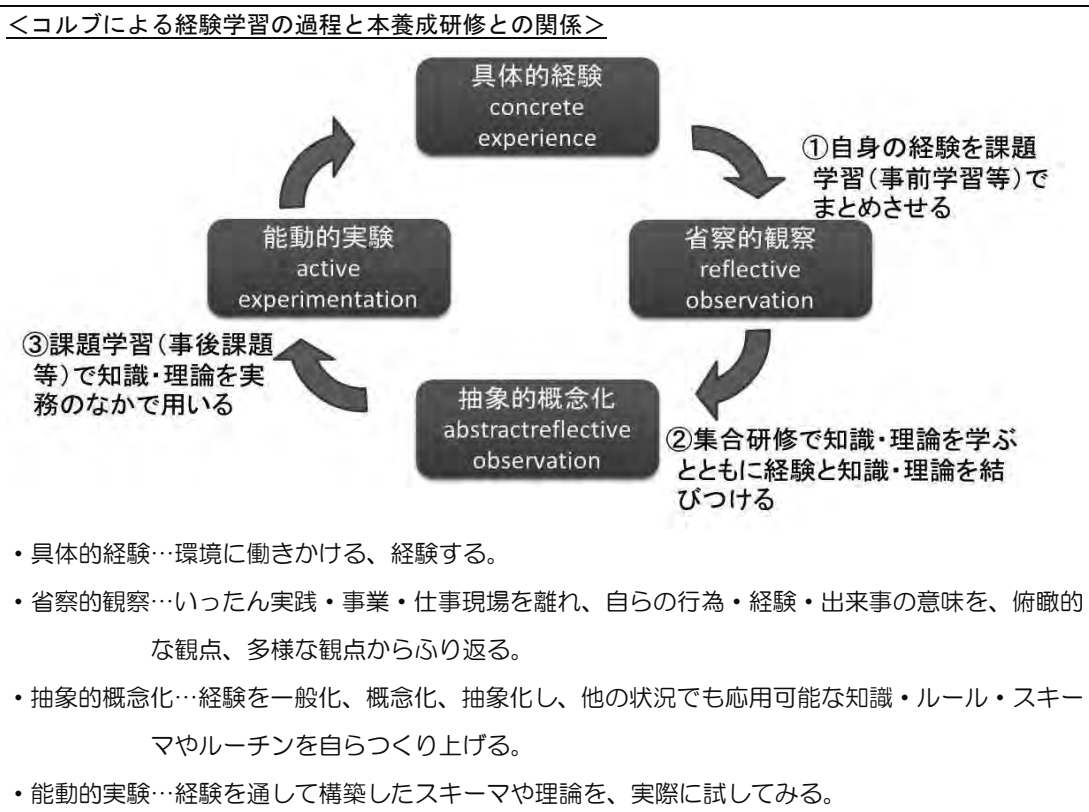 ＜コルブによる経験学習の過程と本養成研修との関係＞
具体的経験
concrete
experience
①自身の経験を課題
学習（事前学習等）で
まとめさせる
能動的実験
active
experimentation
省察的観察
reflective
observation
③課題学習（事後課題
等）で知識・理論を実
務のなかで用いる
抽象的概念化
abstractreflective
observation
②集合研修で知識・理論を学ぶ
とともに経験と知識・理論を結
びつける
・具体的経験…環境に働きかける、経験する。
・省察的観察…いったん実践・事業・仕事現場を離れ、自らの行為・経験・出来事の意味を、俯瞰的
な観点、多様な観点からふり返る。
・抽象的概念化…経験を一般化、概念化、抽象化し、他の状況でも応用可能な知識・ルール・スキー
マやルーチンを自らつくり上げる。
・能動的実験…経験を通して構築したスキーマや理論を、実際に試してみる。